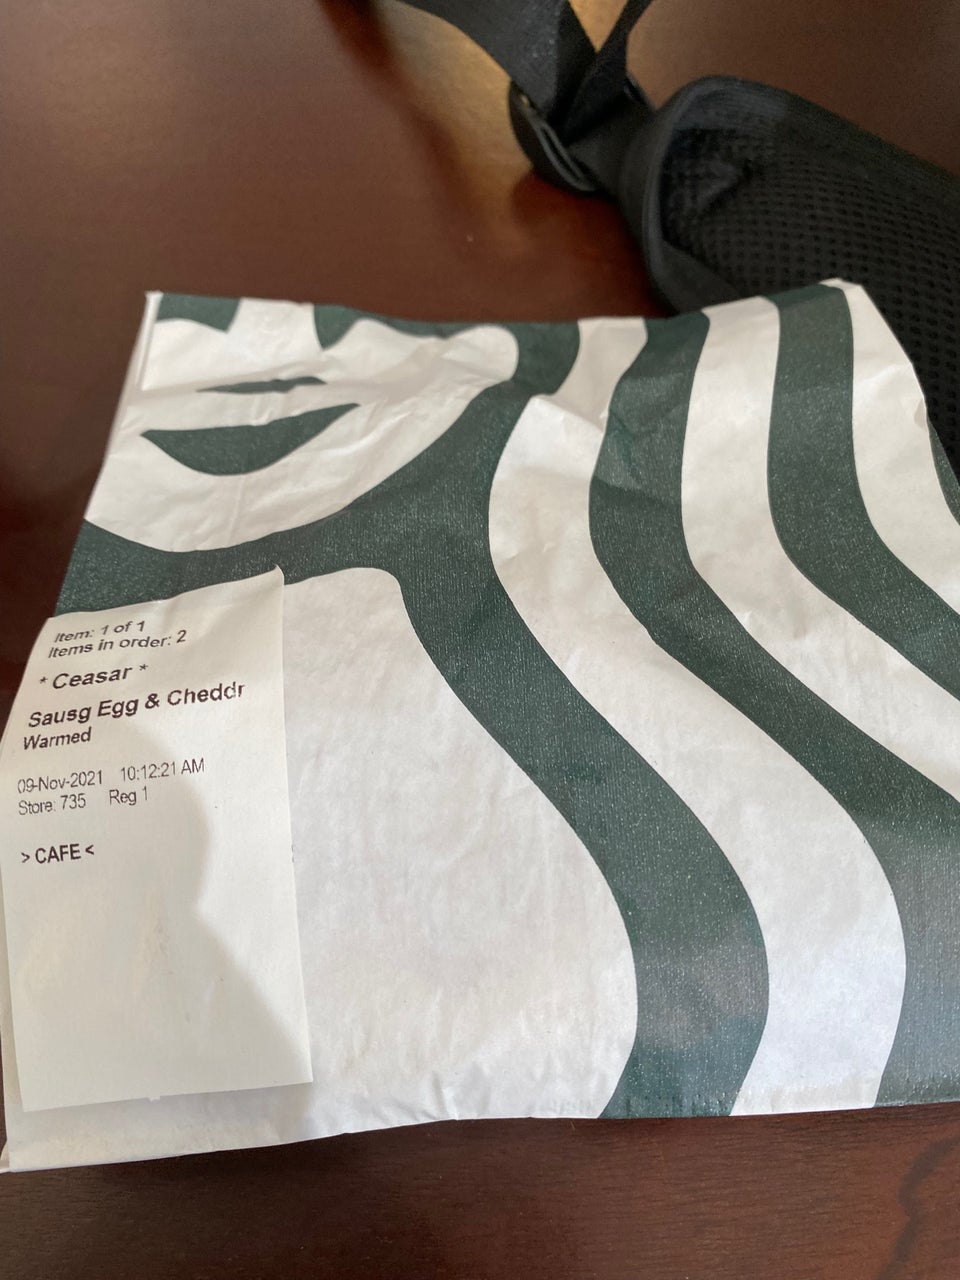 Item: 1 of 1
Items in order: 2
* Ceasar *
Sausg Egg & Cheddr
Warmed
09-Nov-2021 10:12:21 AM
Store: 735 Reg 1
> CAFE <